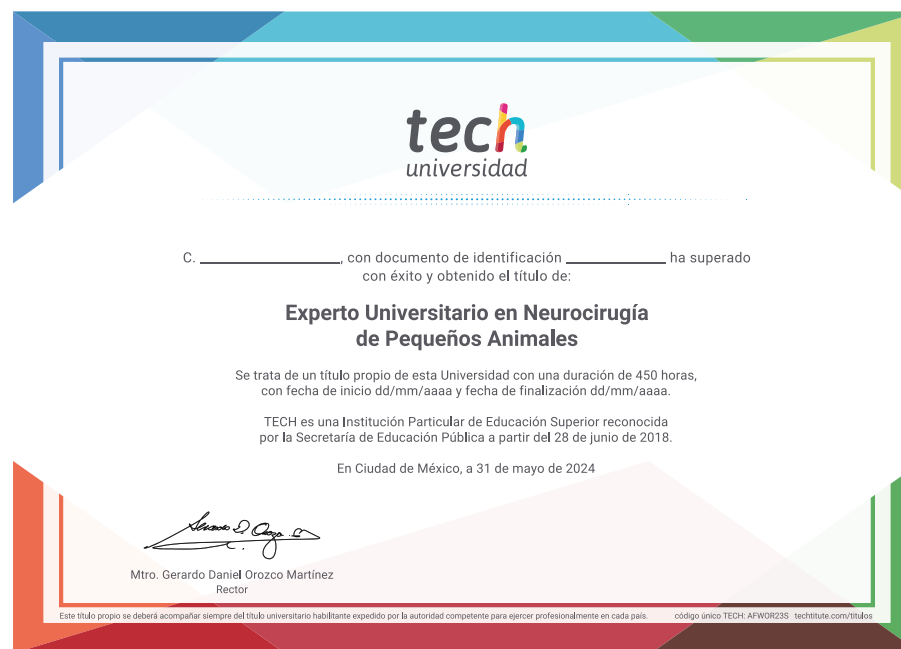 tech
universidad
C. ____________, con documento de identificación ____________ ha superado
con éxito y obtenido el título de:
Experto Universitario en Neurocirugía
de Pequeños Animales
Se trata de un título propio de esta Universidad con una duración de 450 horas,
con fecha de inicio dd/mm/aaaa y fecha de finalización dd/mm/aaaa.
TECH es una Institución Particular de Educación Superior reconocida
por la Secretaría de Educación Pública a partir del 28 de junio de 2018.
En Ciudad de México, a 31 de mayo de 2024
Mtro. Gerardo Daniel Orozco Martínez
Rector
Este título propio se deberá acompañar siempre del título universitario habilitante expedido por la autoridad competente para ejercer profesionalmente en cada país. código único TECH: AFWOR23S techtitute.com/titulos